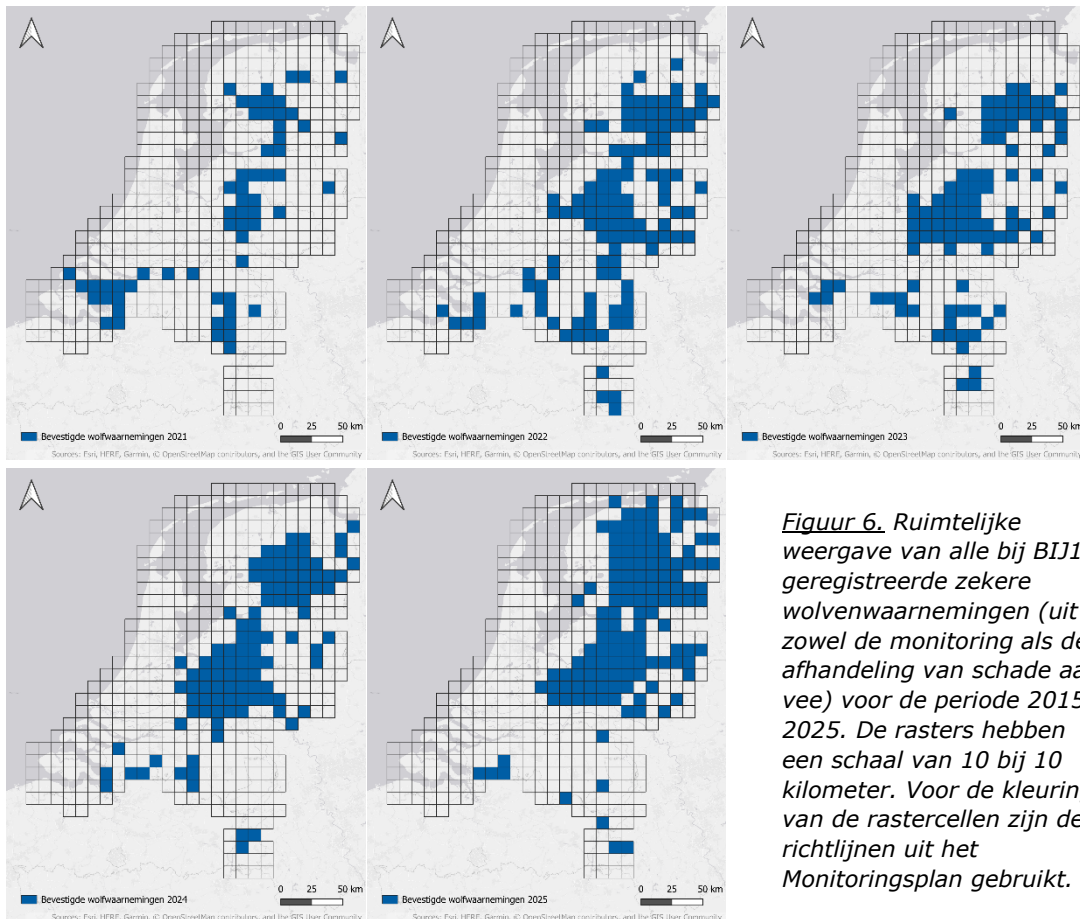 Bevestigde wolfwaarnemingen 2021
0 25 50 km
Sources: Esri, HERE, Garmin, © OpenStreetMap contributors, and the GIS User Community
Bevestigde wolfwaarnemingen 2022
0 25 50 km
Sources: Esri, HERE, Garmin, © OpenStreetMap contributors, and the GIS User Community
Bevestigde wolfwaarnemingen 2023
0 25 50 km
Sources: Esri, HERE, Garmin, © OpenStreetMap contributors, and the GIS User Community
Bevestigde wolfwaarnemingen 2024
0 25 50 km
Sources: Esri, HERE, Garmin, © OpenStreetMap contributors, and the GIS User Community
Bevestigde wolfwaarnemingen 2025
0 25 50 km
Sources: Esri, HERE, Garmin, © OpenStreetMap contributors, and the GIS User Community
Figuur 6. Ruimtelijke
weergave van alle bij BIJ1
geregistreerde zekere
wolvenwaarnemingen (uit
zowel de monitoring als de
afhandeling van schade aa
vee) voor de periode 2015
2025. De rasters hebben
een schaal van 10 bij 10
kilometer. Voor de kleurin
van de rastercellen zijn de
richtlijnen uit het
Monitoringsplan gebruikt.